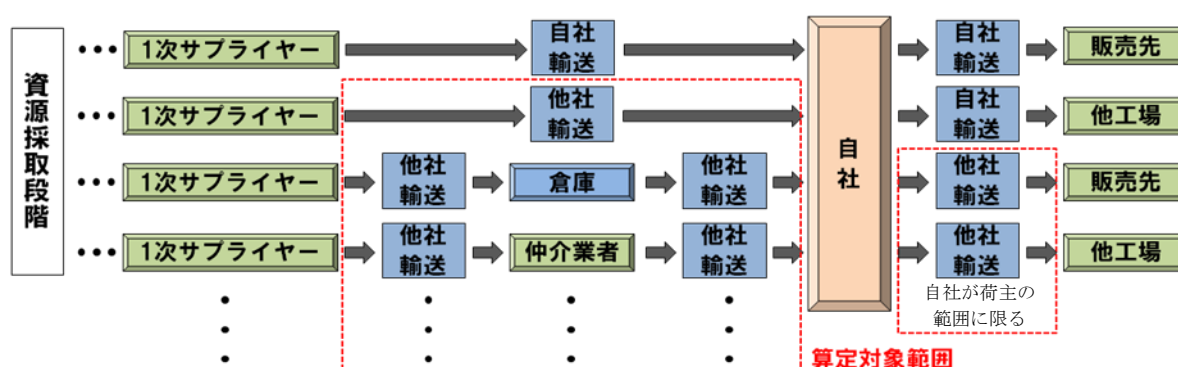 資源採取段階
•••
1次サプライヤー
自社
輸送
自社
輸送
販売先
•••
1次サプライヤー
他社
輸送
自社
輸送
他工場
•••
1次サプライヤー
他社
輸送
倉庫
他社
輸送
他社
輸送
販売先
•••
1次サプライヤー
他社
輸送
仲介業者
他社
輸送
他社
輸送
他工場
自社
自社が荷主の
範囲に限る
算定対象範囲